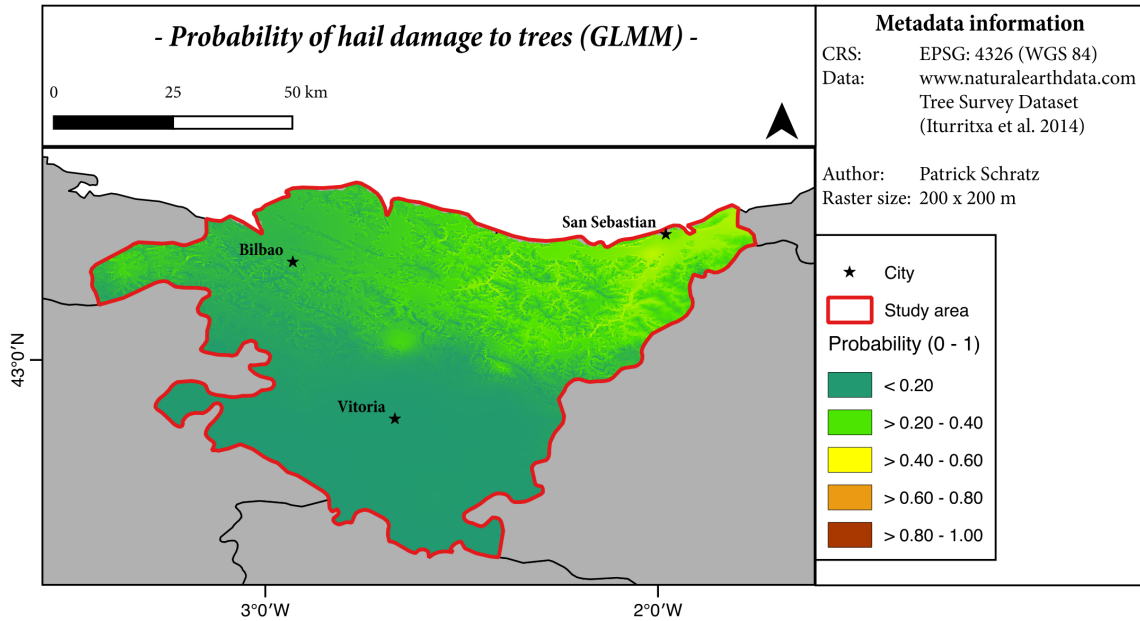 - Probability of hail damage to trees (GLMM) -
0 25 50 km
Metadata information
CRS: EPSG: 4326 (WGS 84)
Data: www.naturalearthdata.com
Tree Survey Dataset
(Iturritxa et al. 2014)
Author: Patrick Schratz
Raster size: 200 x 200 m
San Sebastian
Bilbao
Vitoria
43°0'N
3°0'W 2°0'W
City
Study area
Probability (0 - 1)
< 0.20
> 0.20 - 0.40
> 0.40 - 0.60
> 0.60 - 0.80
> 0.80 - 1.00